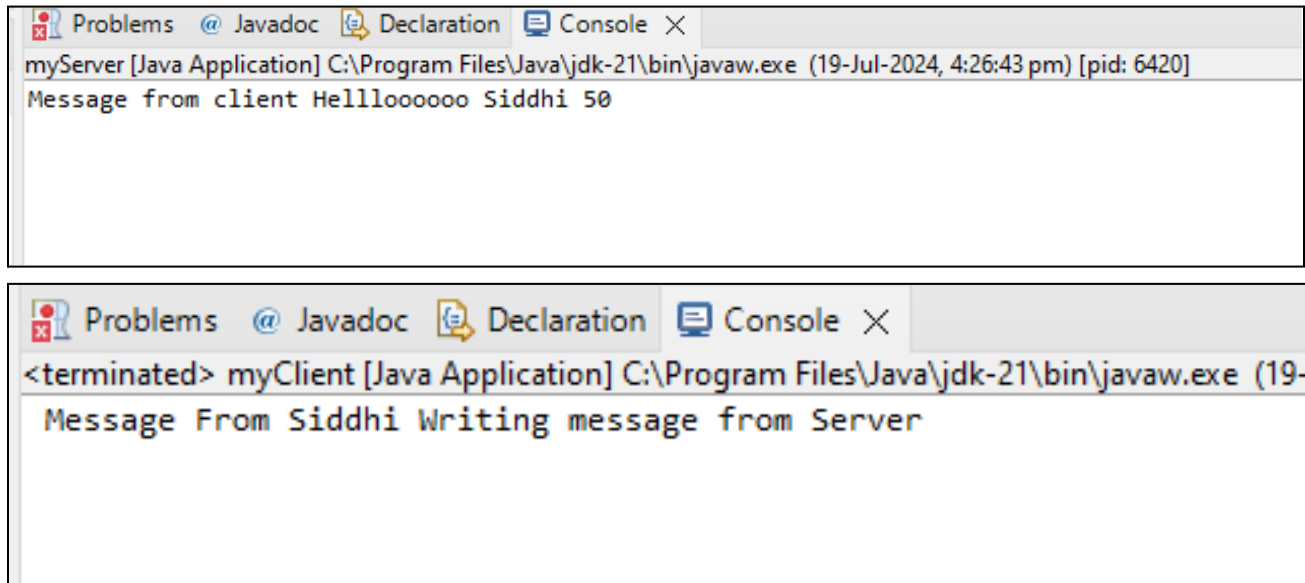 Problems @ Javadoc Declaration Console
myServer [Java Application] C:\Program Files\Java\jdk-21\bin\javaw.exe (19-Jul-2024, 4:26:43 pm) [pid: 6420]
Message from client Hellloooooo Siddhi 50
Problems @ Javadoc Declaration Console
<terminated> myClient [Java Application] C:\Program Files\Java\jdk-21\bin\javaw.exe (19-
Message From Siddhi Writing message from Server